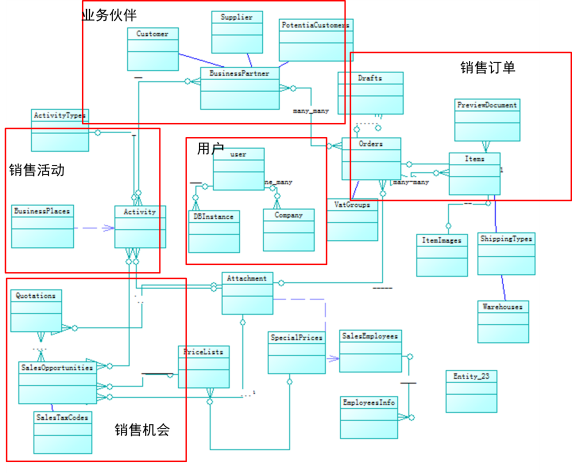 业务伙伴
Supplier
Customer
PotentiaCustomers
BusinessPartner
销售订单
Drafts
PreviewDocument
many_many
ActivityTypes
Orders
Items
销售活动
用户
user
many-many
BusinessPlaces
Activity
DBInstance
Company
VatGroups
ItemImages
ShippingTypes
Attachment
Quotations
Warehouses
SalesOpportunities
PriceLists
SpecialPrices
SalesEmployees
Entity_23
EmployeesInfo
SalesTaxCodes
销售机会